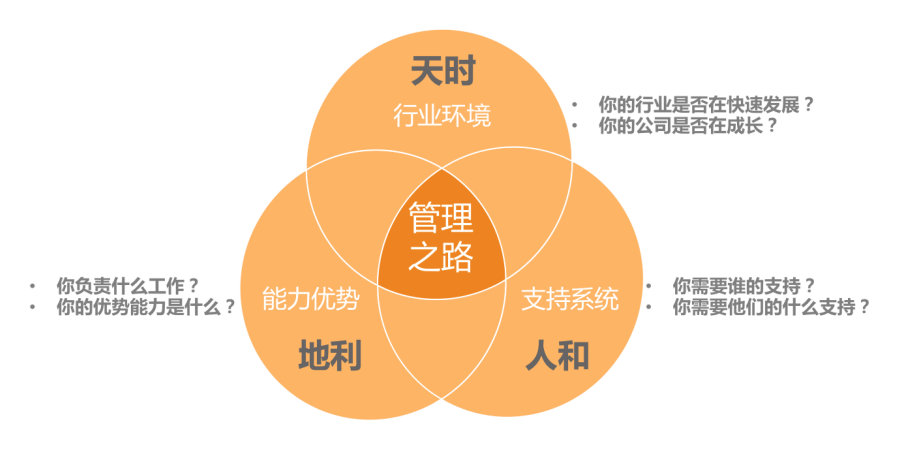 天时
行业环境
• 你的行业是否在快速发展？
• 你的公司是否在成长？
管理
之路
• 你负责什么工作？
• 你的优势能力是什么？
能力优势
地利
支持系统
人和
• 你需要谁的支持？
• 你需要他们的什么支持？